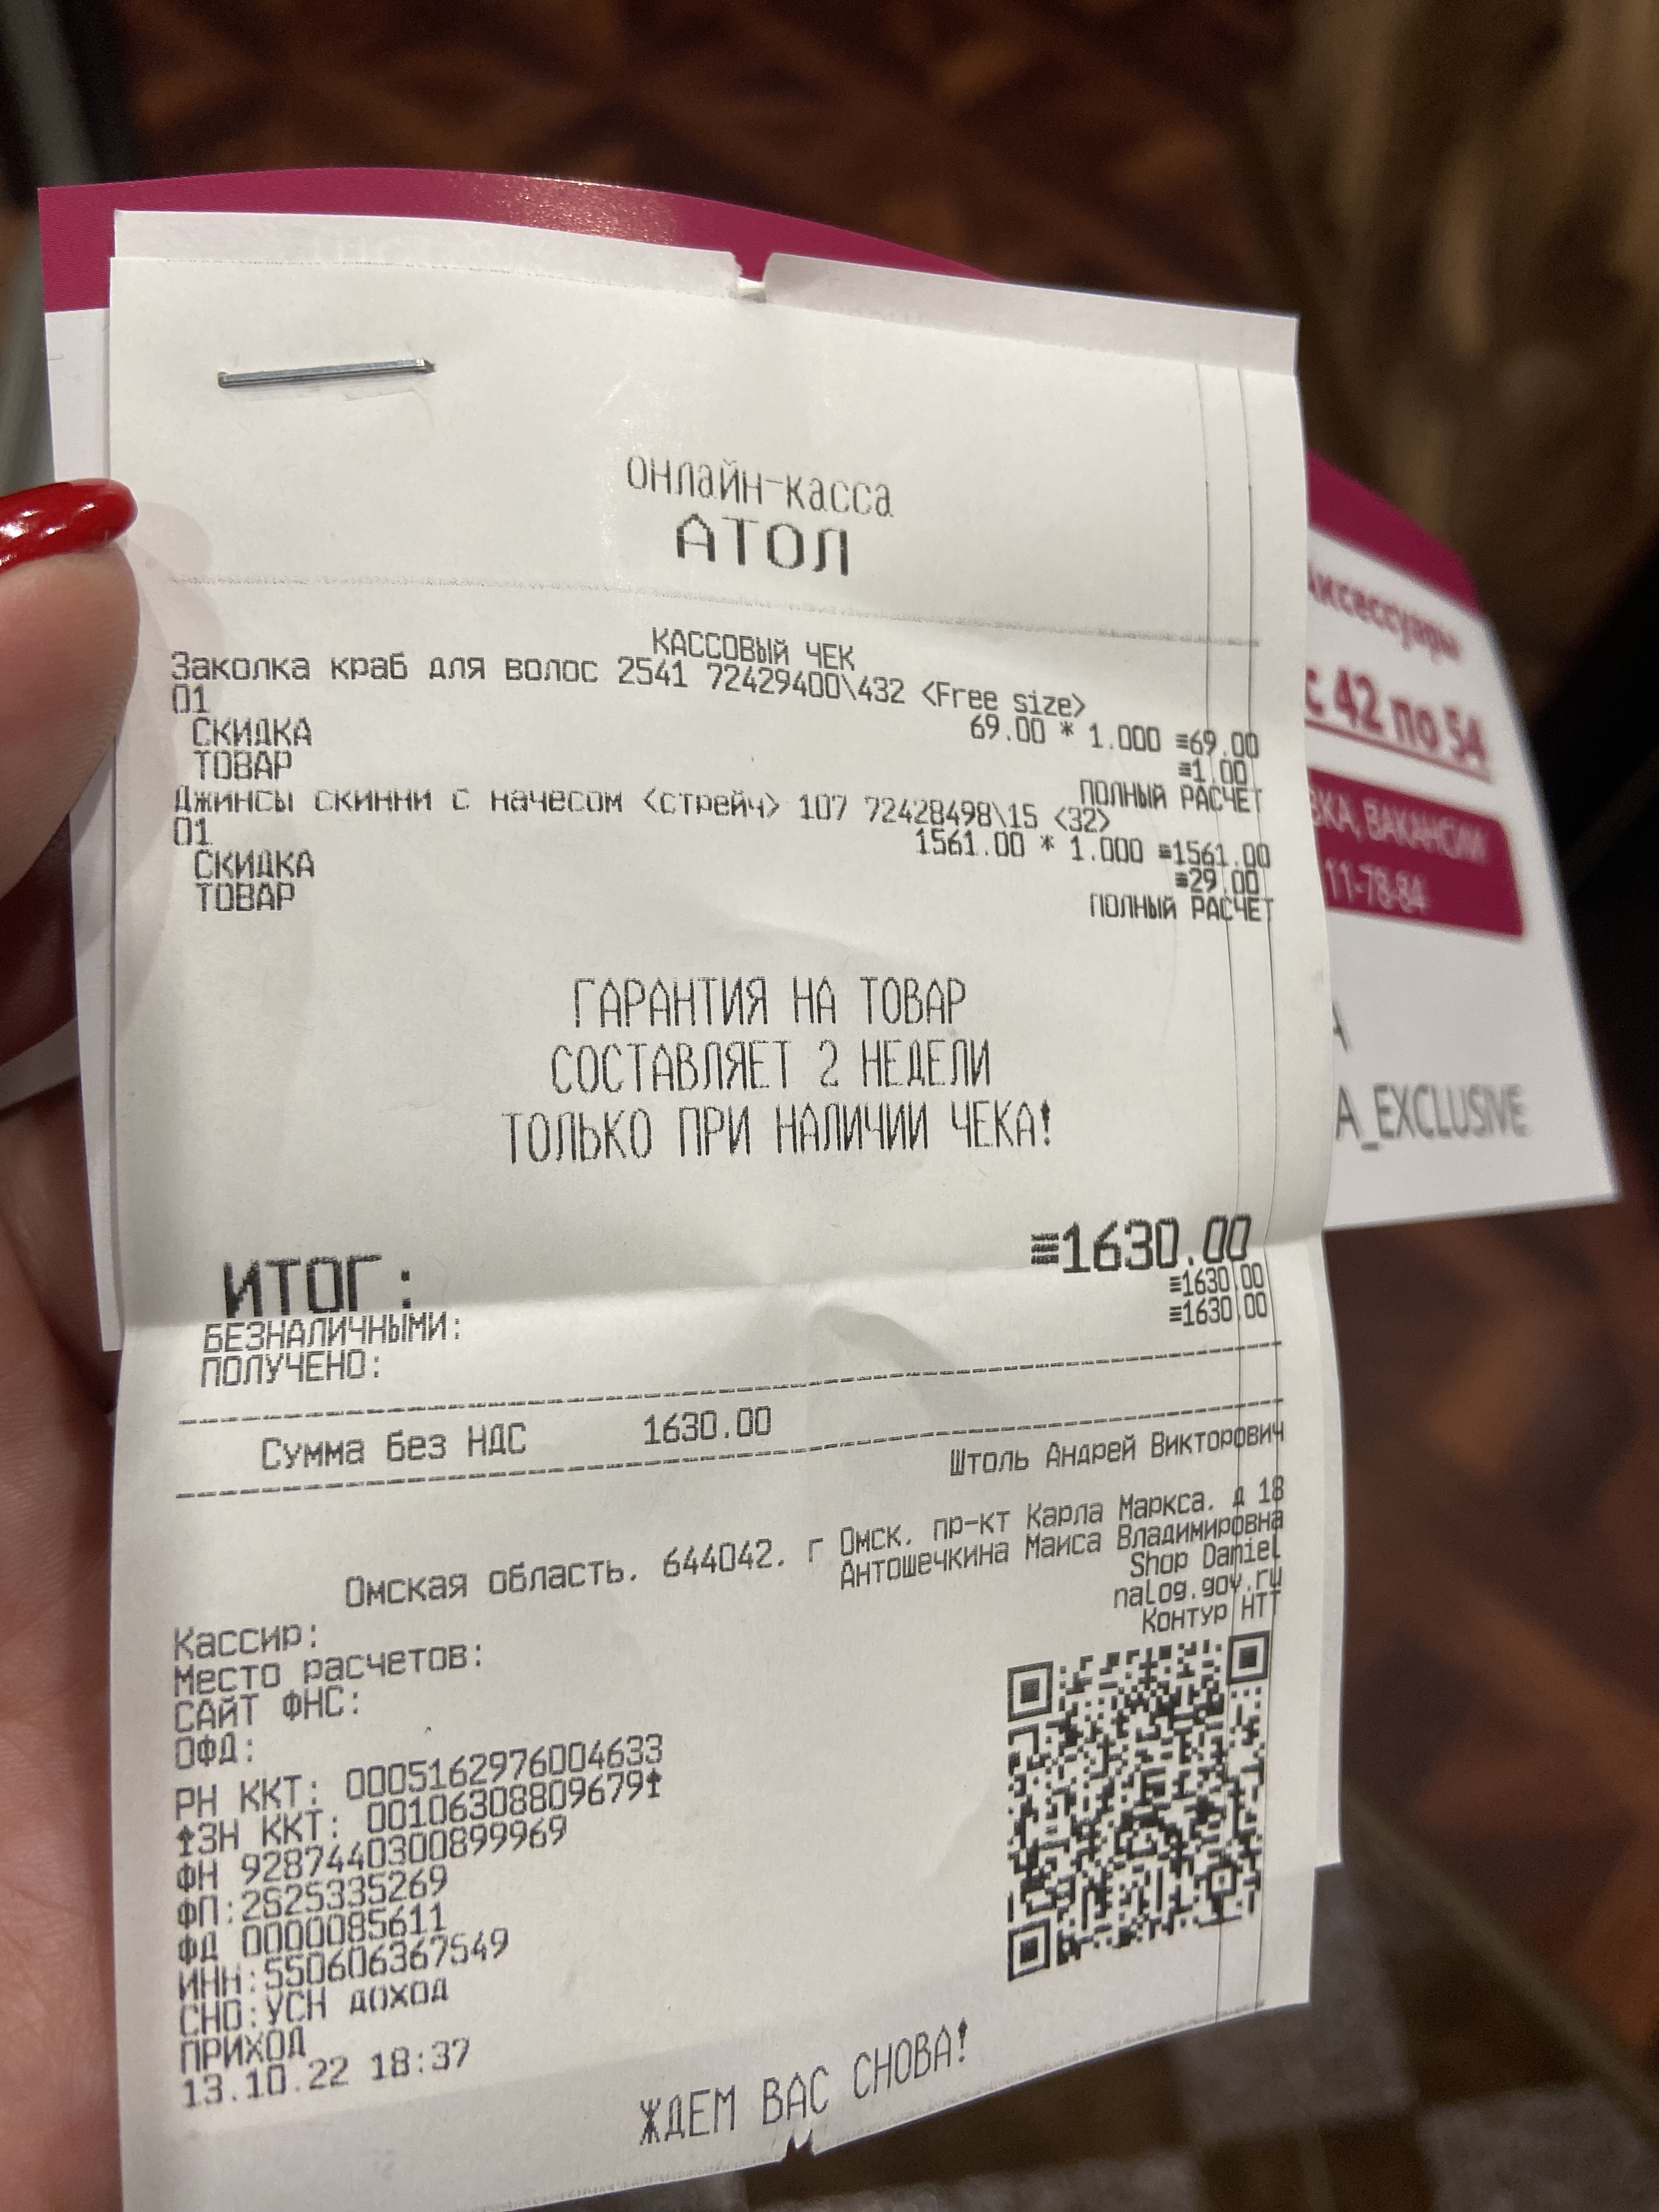 ОНЛАЙН-КАССА
АТОЛ
КАССОВЫЙ ЧЕК
Заколка краб для волос 2541 72429400\432 <Free size>
01 69.00 * 1.000 ≡69.00
СКИДКА ≡1.00
ТОВАР ПОЛНЫЙ РАСЧЕТ
Джинсы скинни с начесом <стрейч> 107 72428498\15 <32>
01 1561.00 * 1.000 ≡1561.00
СКИДКА ≡29.00
ТОВАР ПОЛНЫЙ РАСЧЕТ
ГАРАНТИЯ НА ТОВАР
СОСТАВЛЯЕТ 2 НЕДЕЛИ
ТОЛЬКО ПРИ НАЛИЧИИ ЧЕКА!
ИТОГ: ≡1630.00
БЕЗНАЛИЧНЫМИ: ≡1630.00
ПОЛУЧЕНО: ≡1630.00
Сумма без НДС 1630.00
Штоль Андрей Викторович
Омская область, 644042, г Омск, пр-кт Карла Маркса, д 18
Кассир: Антошечкина Маиса Владимировна
Место расчетов: Shop Daniel
САЙТ ФНС: nalog.gov.ru
ОФД: Контур НТТ
РН ККТ: 0005162976004633
ЗН ККТ: 00106308809679
ФН 9287440300899969
ФП:2625335269
ФД 0000085611
ИНН:550606367549
СНО:УСН ДОХОД
ПРИХОД
13.10.22 18:37
ЖДЕМ ВАС СНОВА!
Аксессуары
с 42 по 54
ВКА, ВАКАНСИИ
11-78-84
A
A_EXCLUSIVE